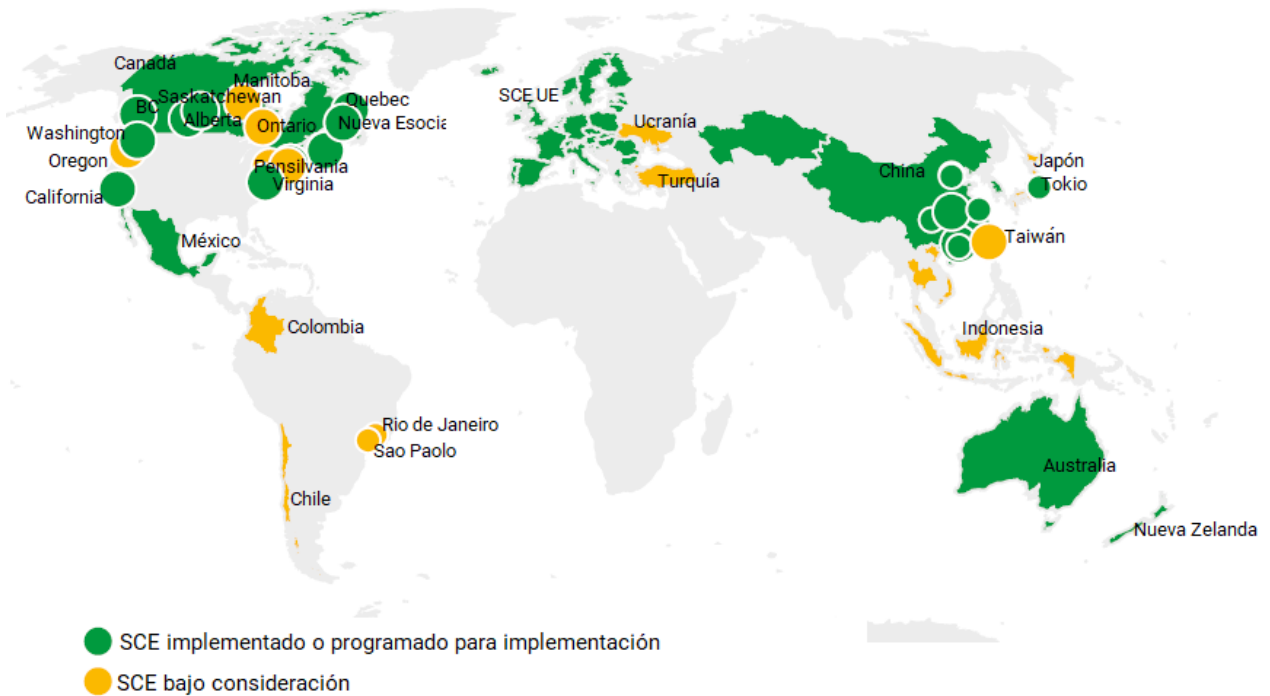 Canadá
Manitoba
Saskatchewan
BC
Alberta
Quebec
Ontario
Nueva Escocia
Washington
Oregon
Pensilvania
Virginia
California
México
SCE UE
Ucranía
Turquía
China
Japón
Tokio
Taiwán
Colombia
Indonesia
Rio de Janeiro
Sao Paolo
Chile
Australia
Nueva Zelanda
SCE implementado o programado para implementación
SCE bajo consideración